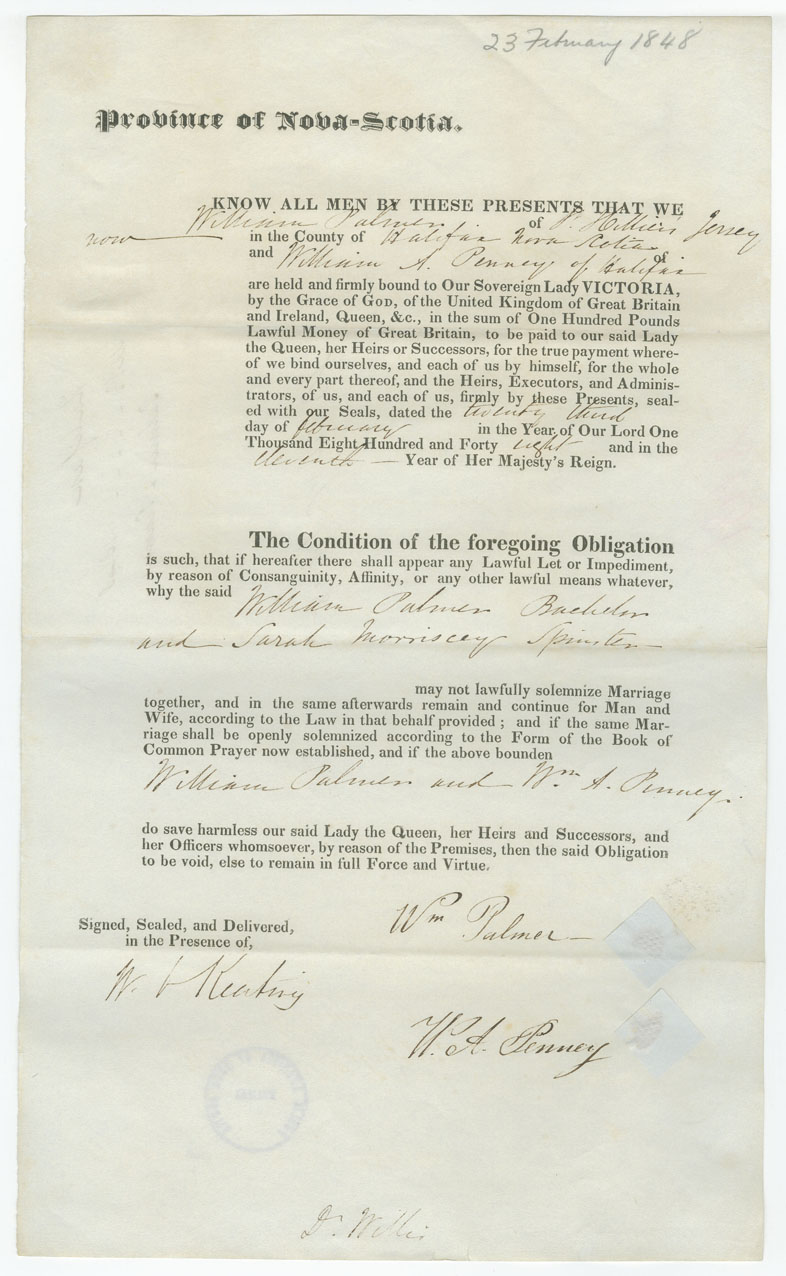 23 February 1848
Province of Nova-Scotia.
KNOW ALL MEN BY THESE PRESENTS THAT WE
William Palmer, of St. Hilliers Jersey
now in the County of Halifax Nova Scotia
and William A. Penney of Halifax of
are held and firmly bound to Our Sovereign Lady VICTORIA,
by the Grace of GOD, of the United Kingdom of Great Britain
and Ireland, Queen, &c., in the sum of One Hundred Pounds
Lawful Money of Great Britain, to be paid to our said Lady
the Queen, her Heirs or Successors, for the true payment where-
of we bind ourselves, and each of us by himself, for the whole
and every part thereof, and the Heirs, Executors, and Adminis-
trators, of us, and each of us, firmly by these Presents, seal-
ed with our Seals, dated the twenty third
day of february in the Year of Our Lord One
Thousand Eight Hundred and Forty eight and in the
eleventh — Year of Her Majesty's Reign.
The Condition of the foregoing Obligation
is such, that if hereafter there shall appear any Lawful Let or Impediment,
by reason of Consanguinity, Affinity, or any other lawful means whatever,
why the said William Palmer Bachelor
and Sarah Morriscey Spinster
may not lawfully solemnize Marriage
together, and in the same afterwards remain and continue for Man and
Wife, according to the Law in that behalf provided ; and if the same Mar-
riage shall be openly solemnized according to the Form of the Book of
Common Prayer now established, and if the above bounden
William Palmer and Wm A. Penney.
do save harmless our said Lady the Queen, her Heirs and Successors, and
her Officers whomsoever, by reason of the Premises, then the said Obligation
to be void, else to remain in full Force and Virtue.
Signed, Sealed, and Delivered,
in the Presence of,
Wm Palmer
W. Keating
W. A. Penney
Dr Willis